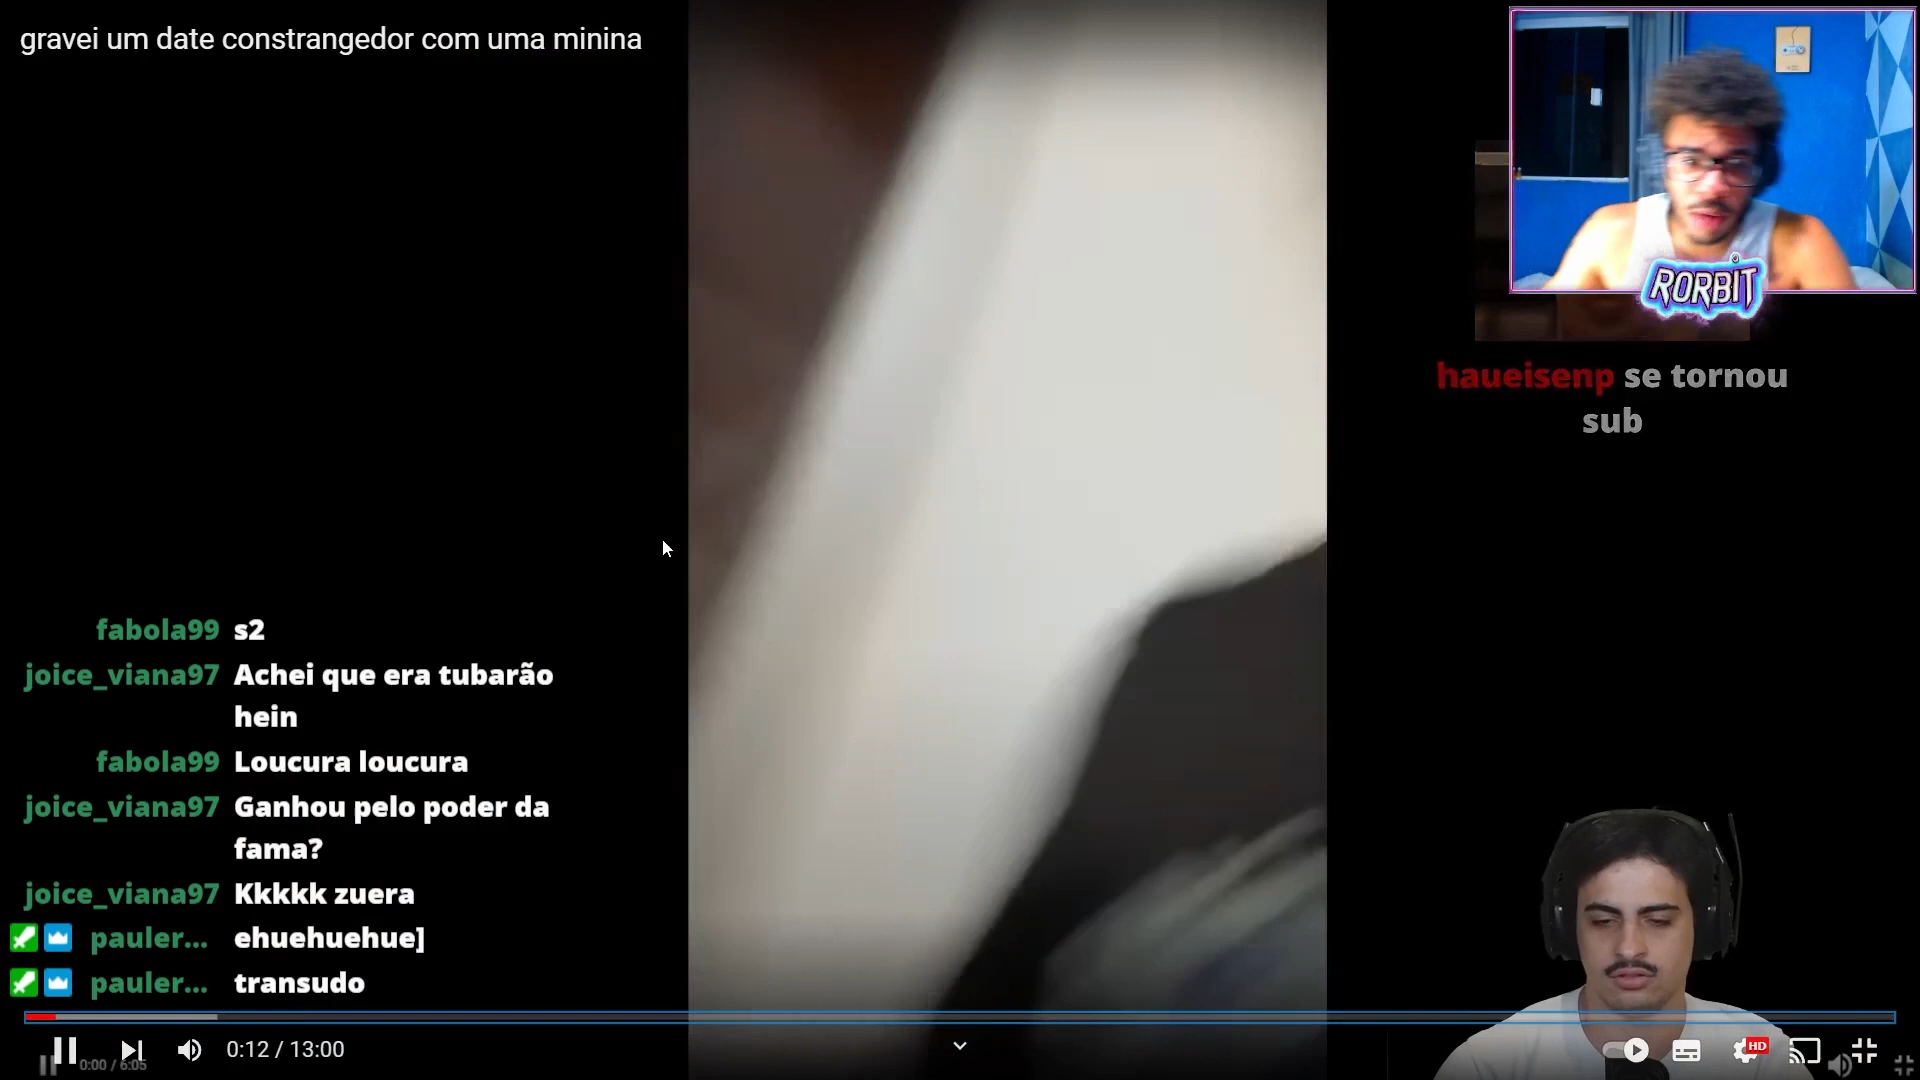 gravei um date constrangedor com uma minina
RORBIT
haueisenp se tornou
sub
fabola99 s2
joice_viana97 Achei que era tubarão
hein
fabola99 Loucura loucura
joice_viana97 Ganhou pelo poder da
fama?
joice_viana97 Kkkkk zuera
pauler... ehuehuehue]
pauler... transudo
0:12 / 13:00
HD
0:00 / 6:05